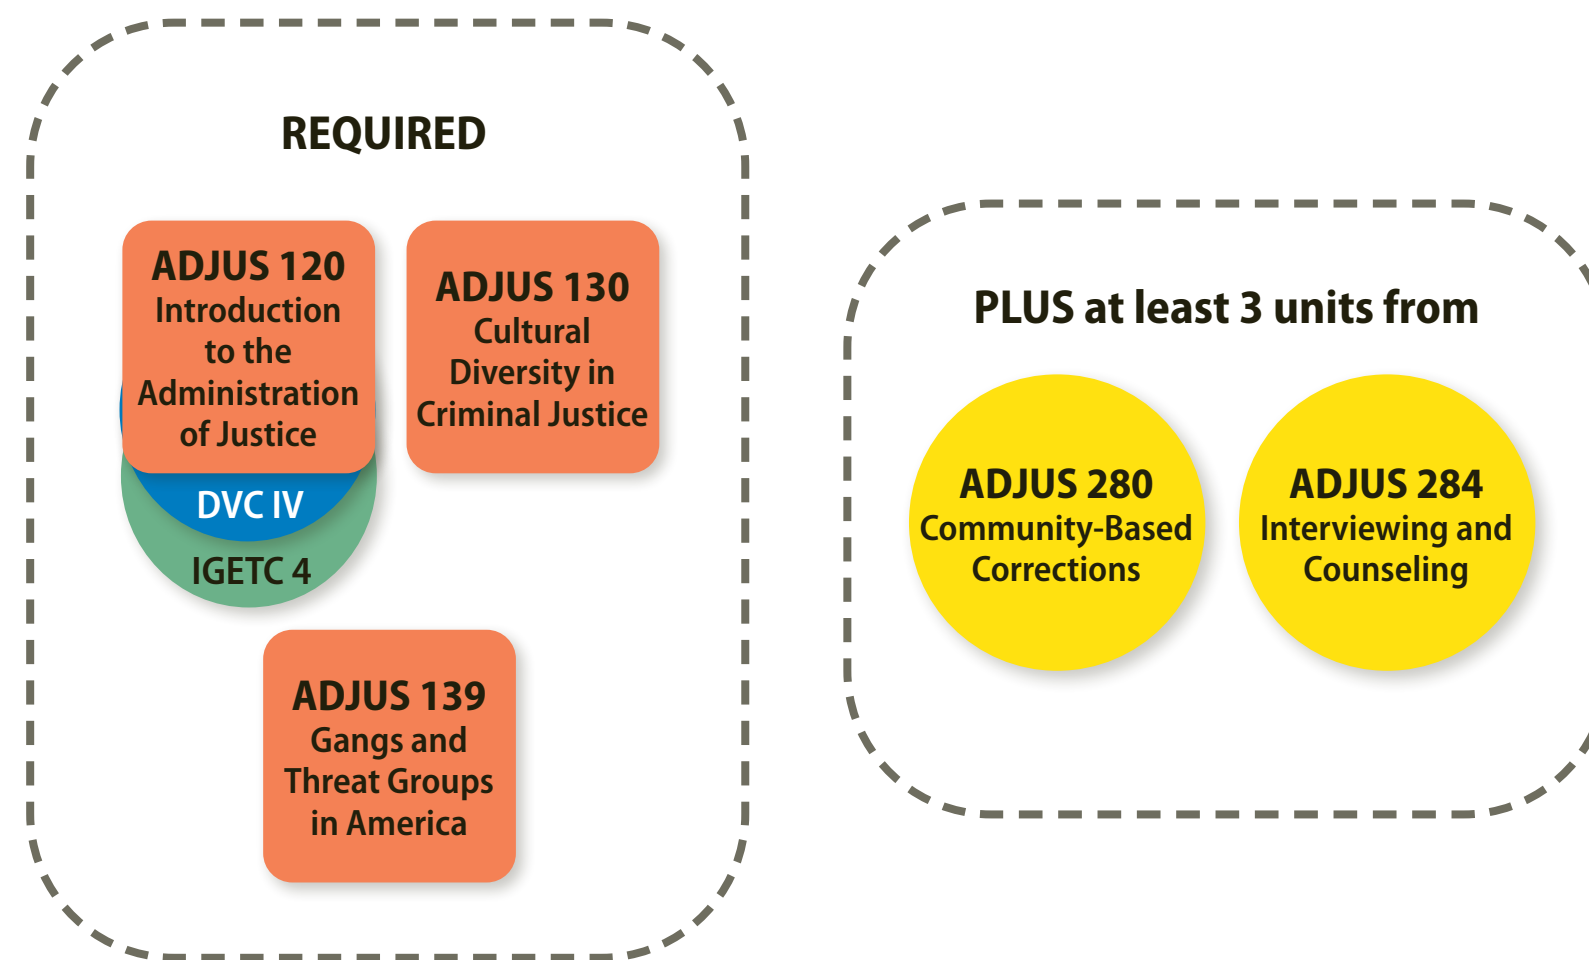 REQUIRED
ADJUS 120
Introduction
to the
Administration
of Justice
DVC IV
IGETC 4
ADJUS 130
Cultural
Diversity in
Criminal Justice
ADJUS 139
Gangs and
Threat Groups
in America
PLUS at least 3 units from
ADJUS 280
Community-Based
Corrections
ADJUS 284
Interviewing and
Counseling